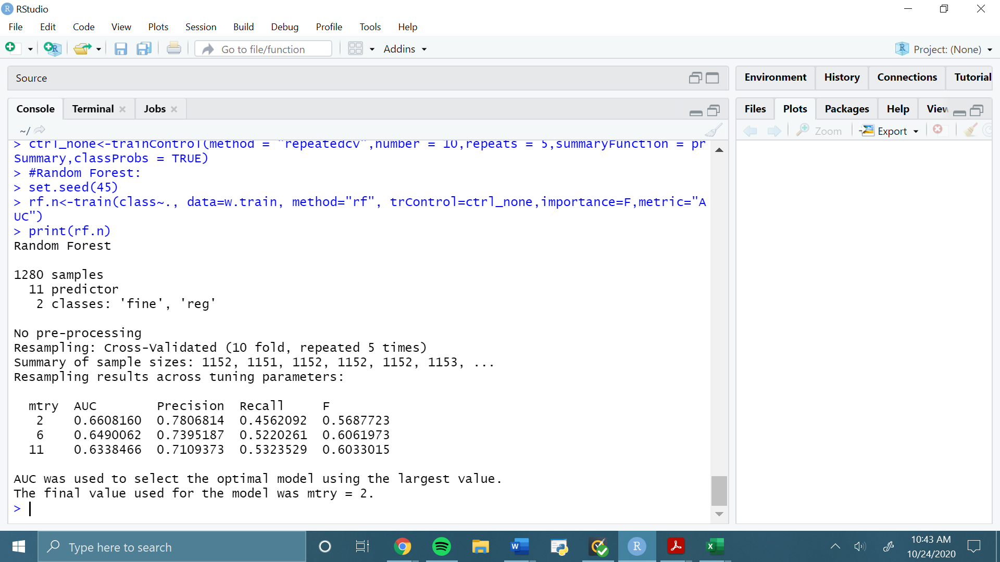 RStudio
File Edit Code View Plots Session Build Debug Profile Tools Help
Go to file/function Addins Project: (None)
Source
Environment History Connections Tutorial
Console Terminal Jobs
Files Plots Packages Help View
~/
Zoom Export
> ctrl_none<-trainControl(method = "repeatedcv",number = 10,repeats = 5,summaryFunction = pr
Summary,classProbs = TRUE)
> #Random Forest:
> set.seed(45)
> rf.n<-train(class~., data=w.train, method="rf", trControl=ctrl_none,importance=F,metric="A
UC")
> print(rf.n)
Random Forest
1280 samples
11 predictor
2 classes: 'fine', 'reg'
No pre-processing
Resampling: Cross-Validated (10 fold, repeated 5 times)
Summary of sample sizes: 1152, 1151, 1152, 1152, 1152, 1153, ...
Resampling results across tuning parameters:
mtry AUC Precision Recall F
2 0.6608160 0.7806814 0.4562092 0.5687723
6 0.6490062 0.7395187 0.5220261 0.6061973
11 0.6338466 0.7109373 0.5323529 0.6033015
AUC was used to select the optimal model using the largest value.
The final value used for the model was mtry = 2.
>
Type here to search
10:43 AM
10/24/2020